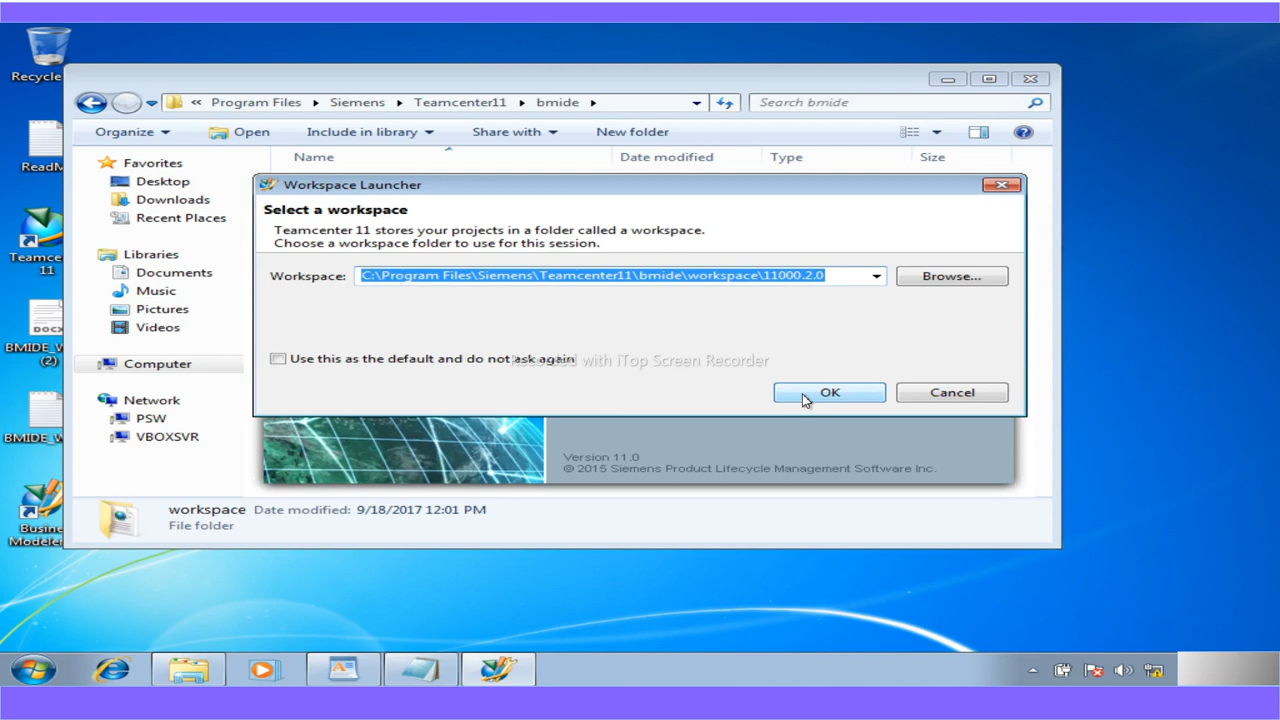 Recycle
ReadM
Teamce
11
BMIDE_W
(2)
BMIDE_W
Busine
Modeler
« Program Files ▸ Siemens ▸ Teamcenter11 ▸ bmide ▸
Search bmide
Organize
Open
Include in library
Share with
New folder
Name
Date modified
Type
Size
Favorites
Desktop
Downloads
Recent Places
Libraries
Documents
Music
Pictures
Videos
Computer
Network
PSW
VBOXSVR
Workspace Launcher
Select a workspace
Teamcenter 11 stores your projects in a folder called a workspace.
Choose a workspace folder to use for this session.
Workspace:
C:\Program Files\Siemens\Teamcenter11\bmide\workspace\11000.2.0
Browse...
Use this as the default and do not ask again
Recorded with iTop Screen Recorder
OK
Cancel
Version 11.0
© 2015 Siemens Product Lifecycle Management Software Inc.
workspace Date modified: 9/18/2017 12:01 PM
File folder
DOCX